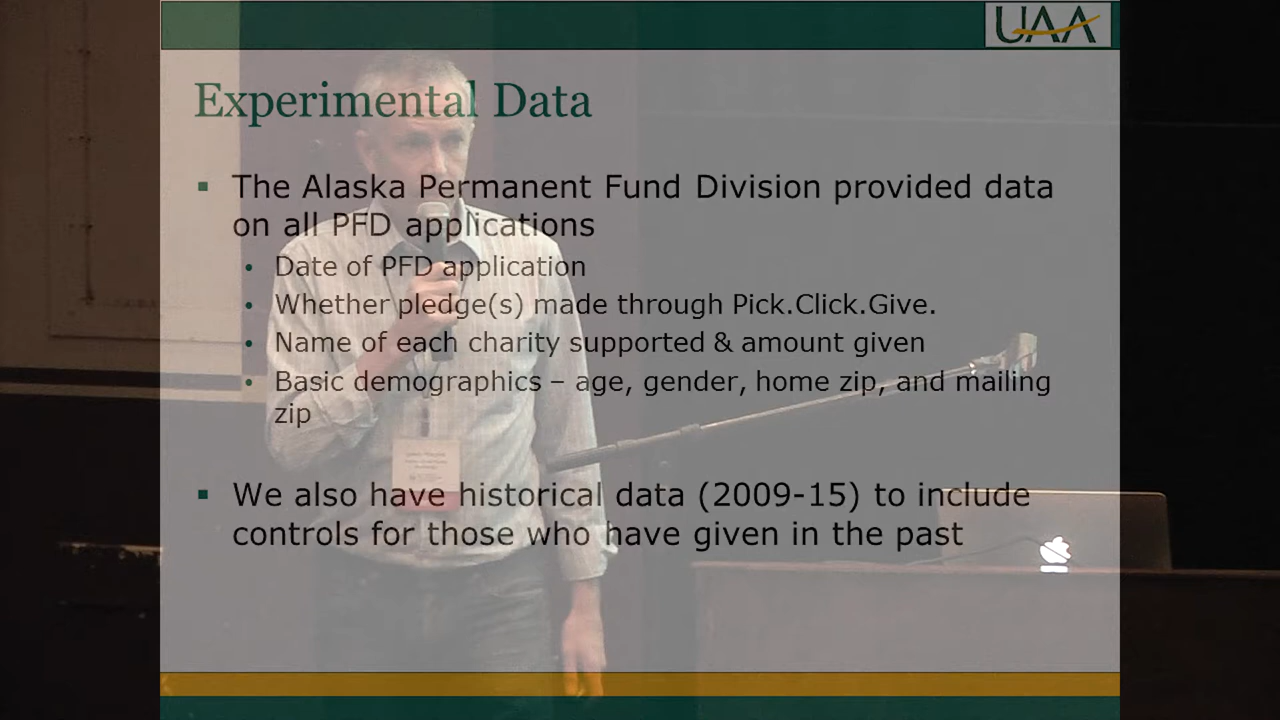 UAA
Experimental Data
▪ The Alaska Permanent Fund Division provided data
on all PFD applications
• Date of PFD application
• Whether pledge(s) made through Pick.Click.Give.
• Name of each charity supported & amount given
• Basic demographics – age, gender, home zip, and mailing
zip
▪ We also have historical data (2009-15) to include
controls for those who have given in the past